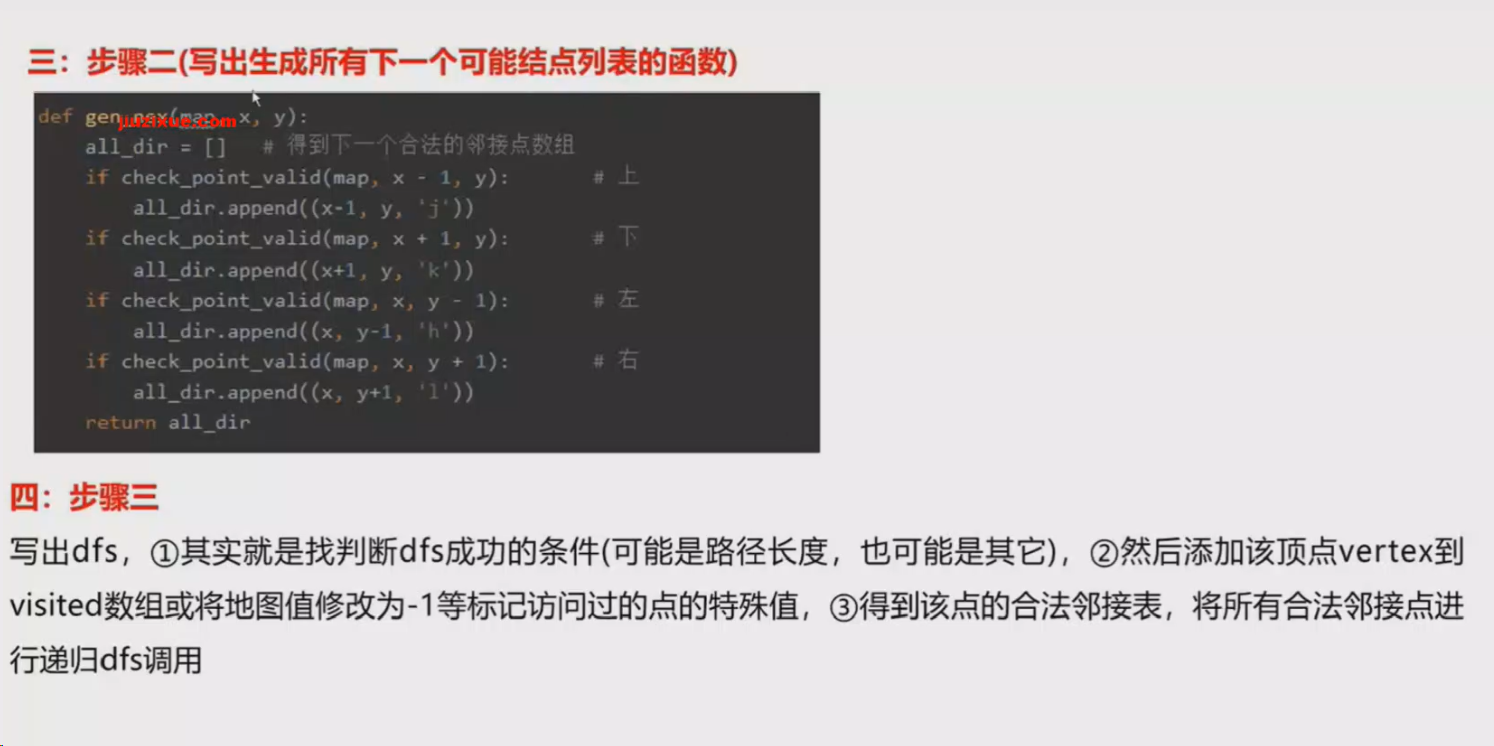 三：步骤二(写出生成所有下一个可能结点列表的函数)
def gen_nex(map, x, y):
juzixue.com
all_dir = [] # 得到下一个合法的邻接点数组
if check_point_valid(map, x - 1, y): # 上
all_dir.append((x-1, y, 'j'))
if check_point_valid(map, x + 1, y): # 下
all_dir.append((x+1, y, 'k'))
if check_point_valid(map, x, y - 1): # 左
all_dir.append((x, y-1, 'h'))
if check_point_valid(map, x, y + 1): # 右
all_dir.append((x, y+1, 'l'))
return all_dir
四：步骤三
写出dfs，①其实就是找判断dfs成功的条件(可能是路径长度，也可能是其它)，②然后添加该顶点vertex到
visited数组或将地图值修改为-1等标记访问过的点的特殊值，③得到该点的合法邻接表，将所有合法邻接点进
行递归dfs调用